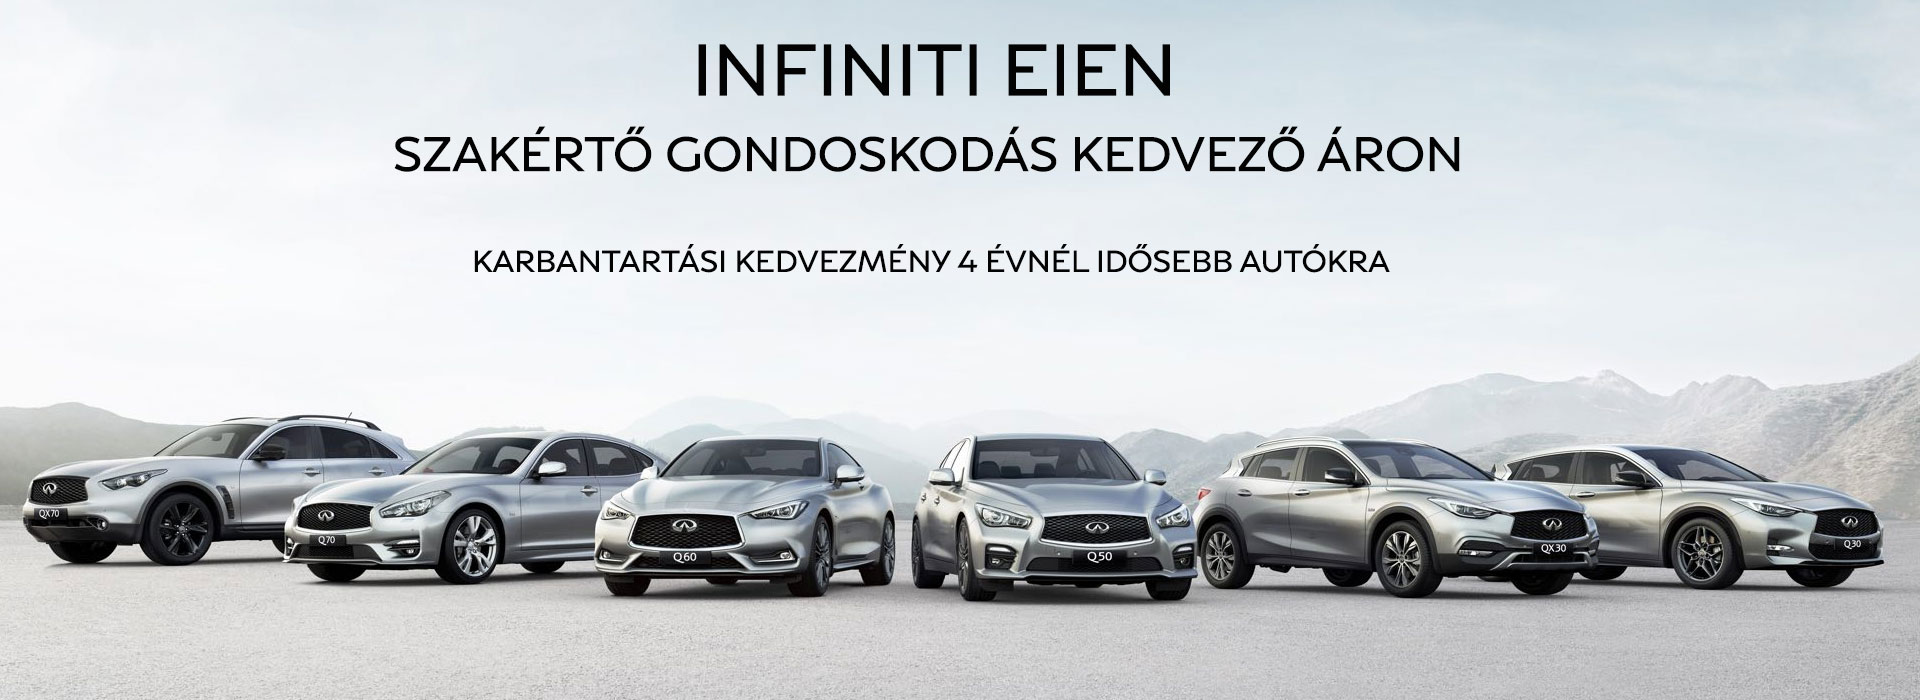 INFINITI EIEN
SZAKÉRTŐ GONDOSKODÁS KEDVEZŐ ÁRON
KARBANTARTÁSI KEDVEZMÉNY 4 ÉVNÉL IDŐSEBB AUTÓKRA
QX70
Q70
Q60
Q50
QX30
Q30